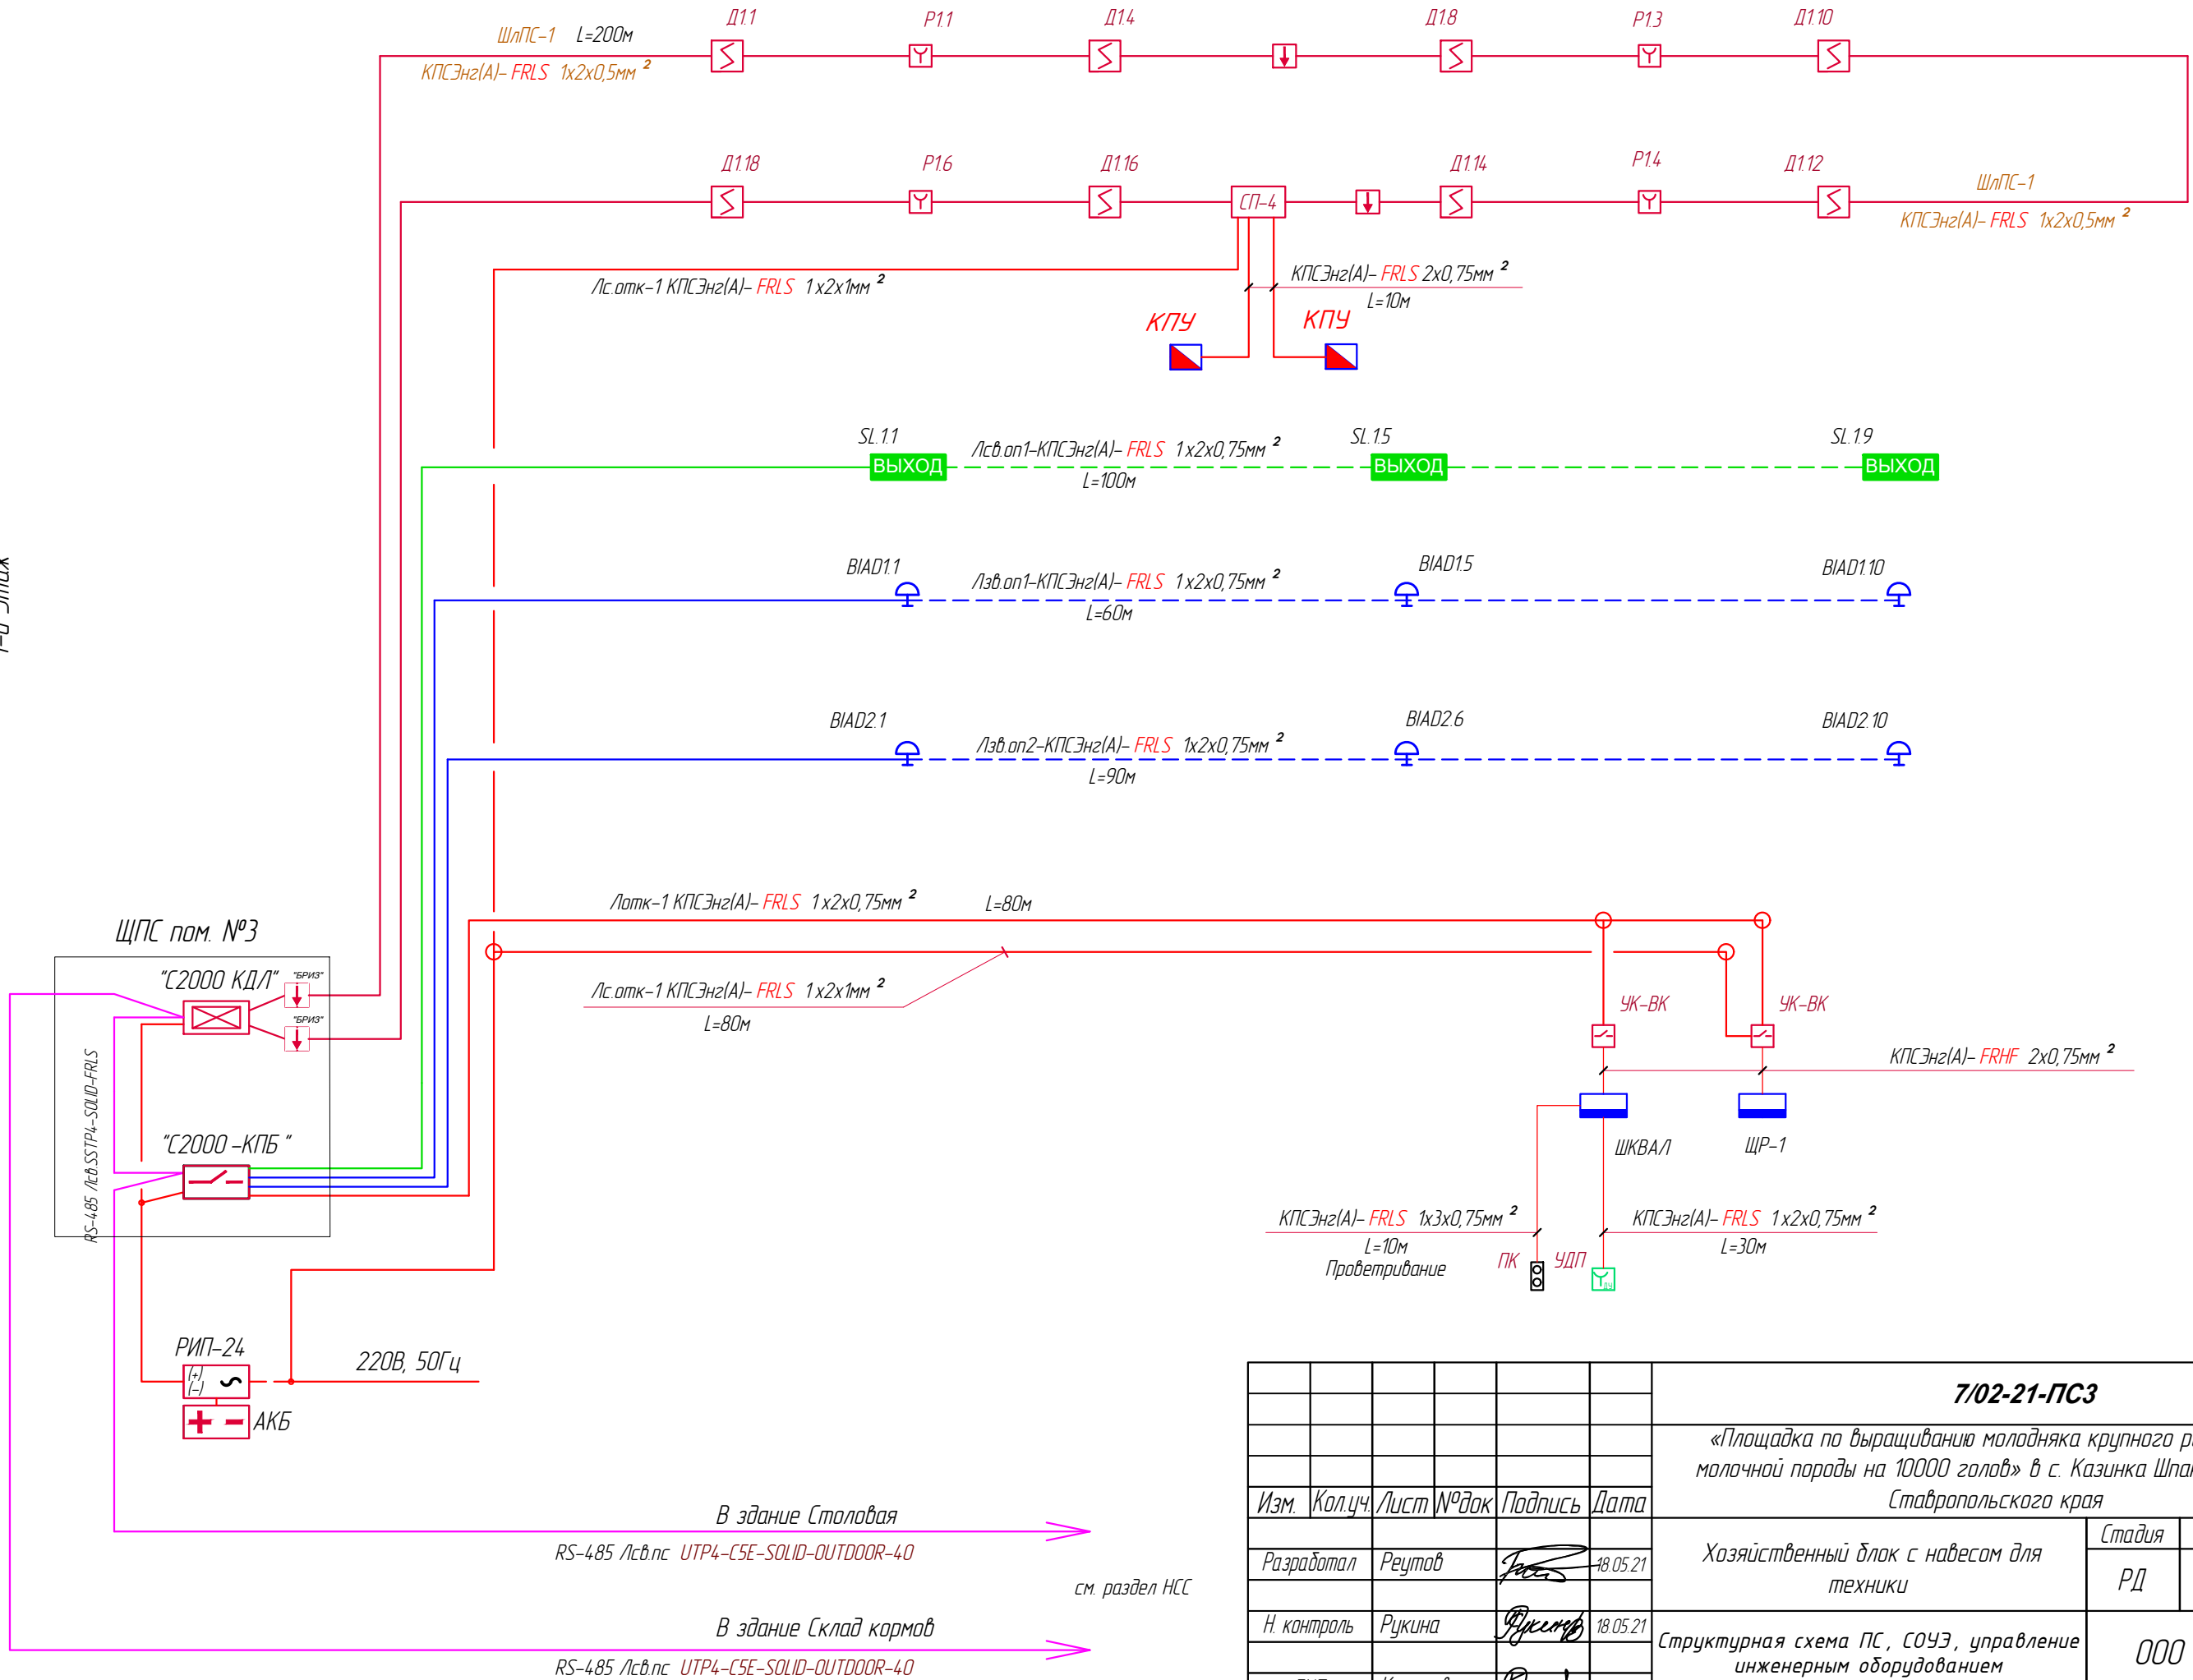 Д1.1
Р1.1
Д1.4
Д1.8
Р1.3
Д1.10
ШлПС-1 L=200м
КПСЭнг(А)- FRLS 1х2х0,5мм ²
Д1.18
Р1.6
Д1.16
СП-4
Д1.14
Р1.4
Д1.12
ШлПС-1
КПСЭнг(А)- FRLS 1х2х0,5мм ²
Лс.отк-1 КПСЭнг(А)- FRLS 1х2х1мм ²
КПСЭнг(А)- FRLS 2х0,75мм ²
L=10м
КПУ
КПУ
SL.1.1
Лсв.оп1-КПСЭнг(А)- FRLS 1х2х0,75мм ²
SL.1.5
SL.1.9
ВЫХОД
ВЫХОД
ВЫХОД
L=100м
1-й этаж
BIAD1.1
Лзв.оп1-КПСЭнг(А)- FRLS 1х2х0,75мм ²
BIAD1.5
BIAD1.10
L=60м
BIAD2.1
Лзв.оп2-КПСЭнг(А)- FRLS 1х2х0,75мм ²
BIAD2.6
BIAD2.10
L=90м
Лотк-1 КПСЭнг(А)- FRLS 1х2х0,75мм ²
L=80м
ЩПС пом. №3
"С2000 КДЛ"
"БРИЗ"
"БРИЗ"
Лс.отк-1 КПСЭнг(А)- FRLS 1х2х1мм ²
L=80м
УК-ВК
УК-ВК
КПСЭнг(А)- FRHF 2х0,75мм ²
RS-485 Лсв.SSTP4-SOLID-FRLS
"С2000 -КПБ "
ШКВАЛ
ЩР-1
КПСЭнг(А)- FRLS 1х3х0,75мм ²
L=10м
Проветривание
КПСЭнг(А)- FRLS 1х2х0,75мм ²
L=30м
ПК
УДП
ДУ
РИП-24
(+)
(-)
220В, 50Гц
АКБ
В здание Столовая
RS-485 Лсв.пс UTP4-C5E-SOLID-OUTDOOR-40
см. раздел НСС
В здание Склад кормов
RS-485 Лсв.пс UTP4-C5E-SOLID-OUTDOOR-40
7/02-21-ПС3
«Площадка по выращиванию молодняка крупного р
молочной породы на 10000 голов» в с. Казинка Шпа
Ставропольского края
Изм. Кол.уч. Лист №док Подпись Дата
Разработал Реутов 18.05.21
Н. контроль Рукина 18.05.21
Хозяйственный блок с навесом для
техники
Стадия
РД
Структурная схема ПС, СОУЭ, управление
инженерным оборудованием
ООО